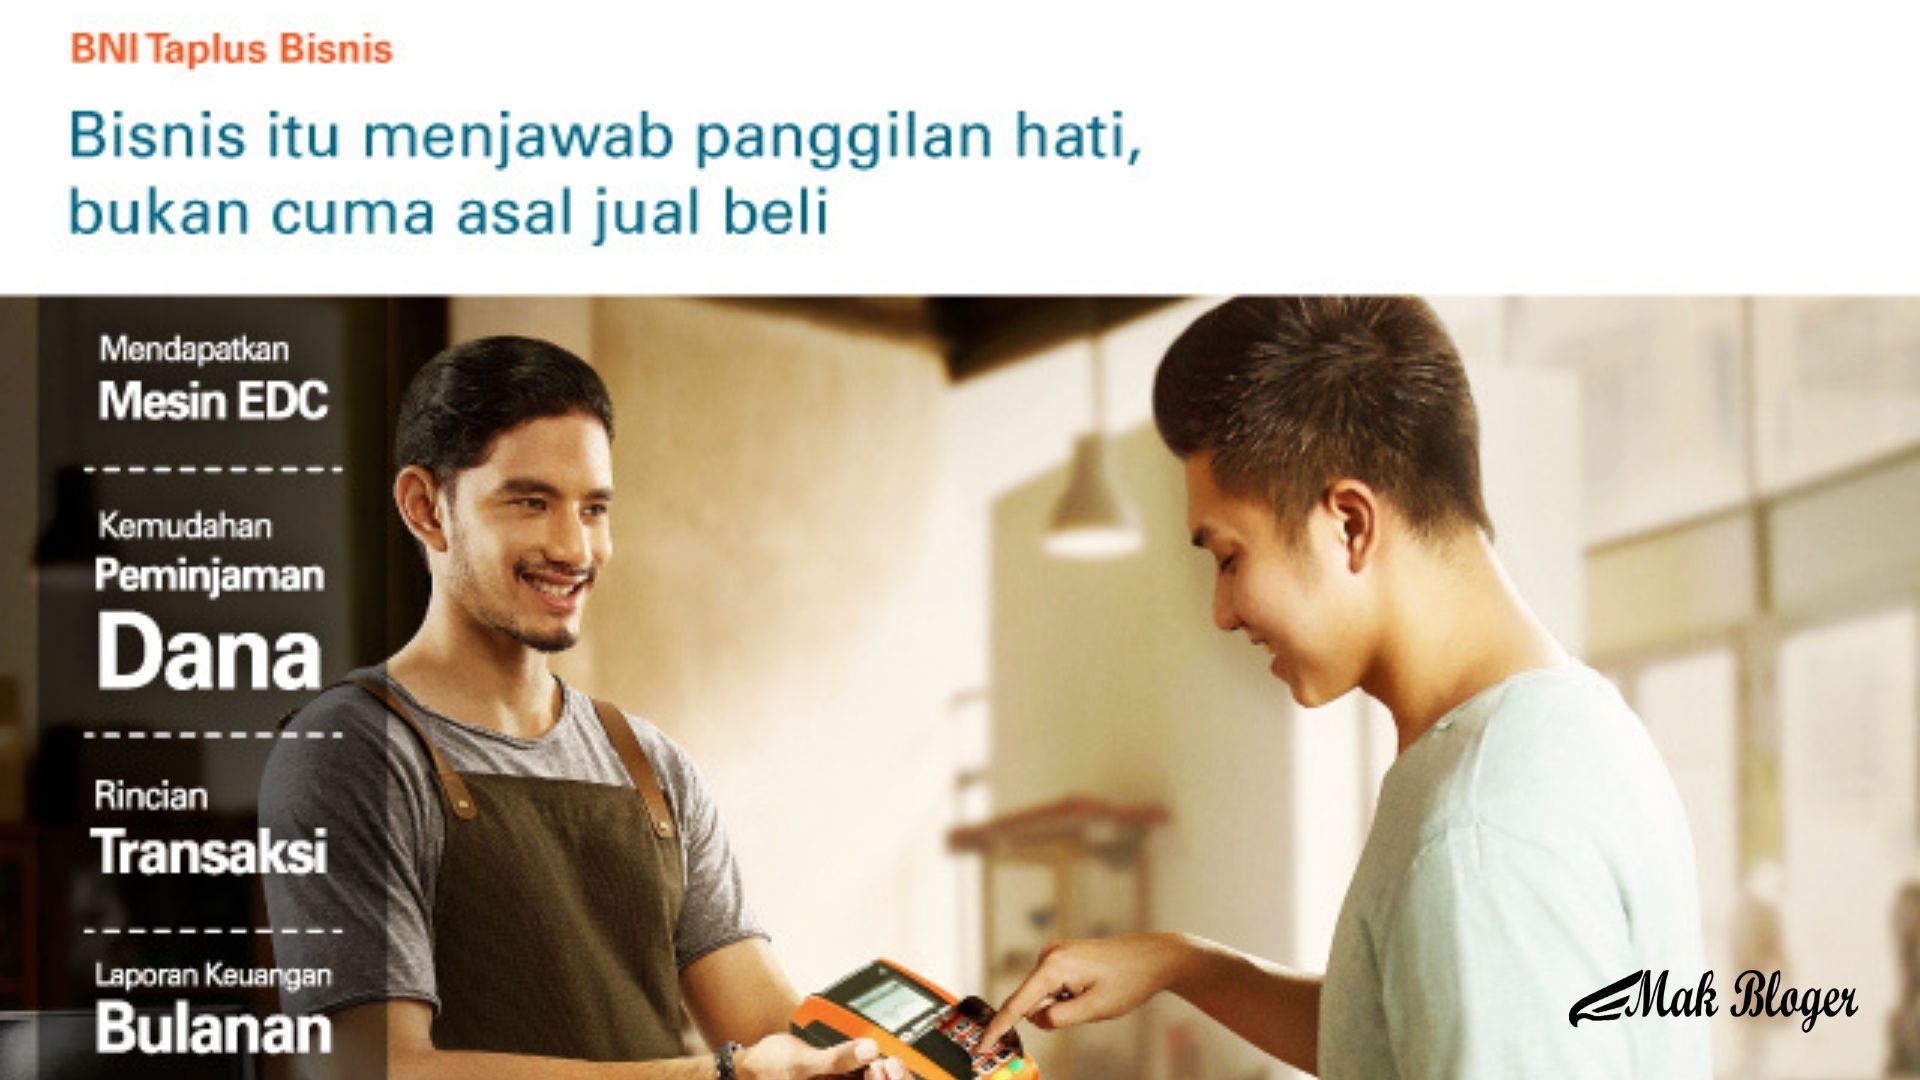 BNI Taplus Bisnis
Bisnis itu menjawab panggilan hati,
bukan cuma asal jual beli
Mendapatkan
Mesin EDC
Kemudahan
Peminjaman
Dana
Rincian
Transaksi
Laporan Keuangan
Bulanan
Mak Bloger